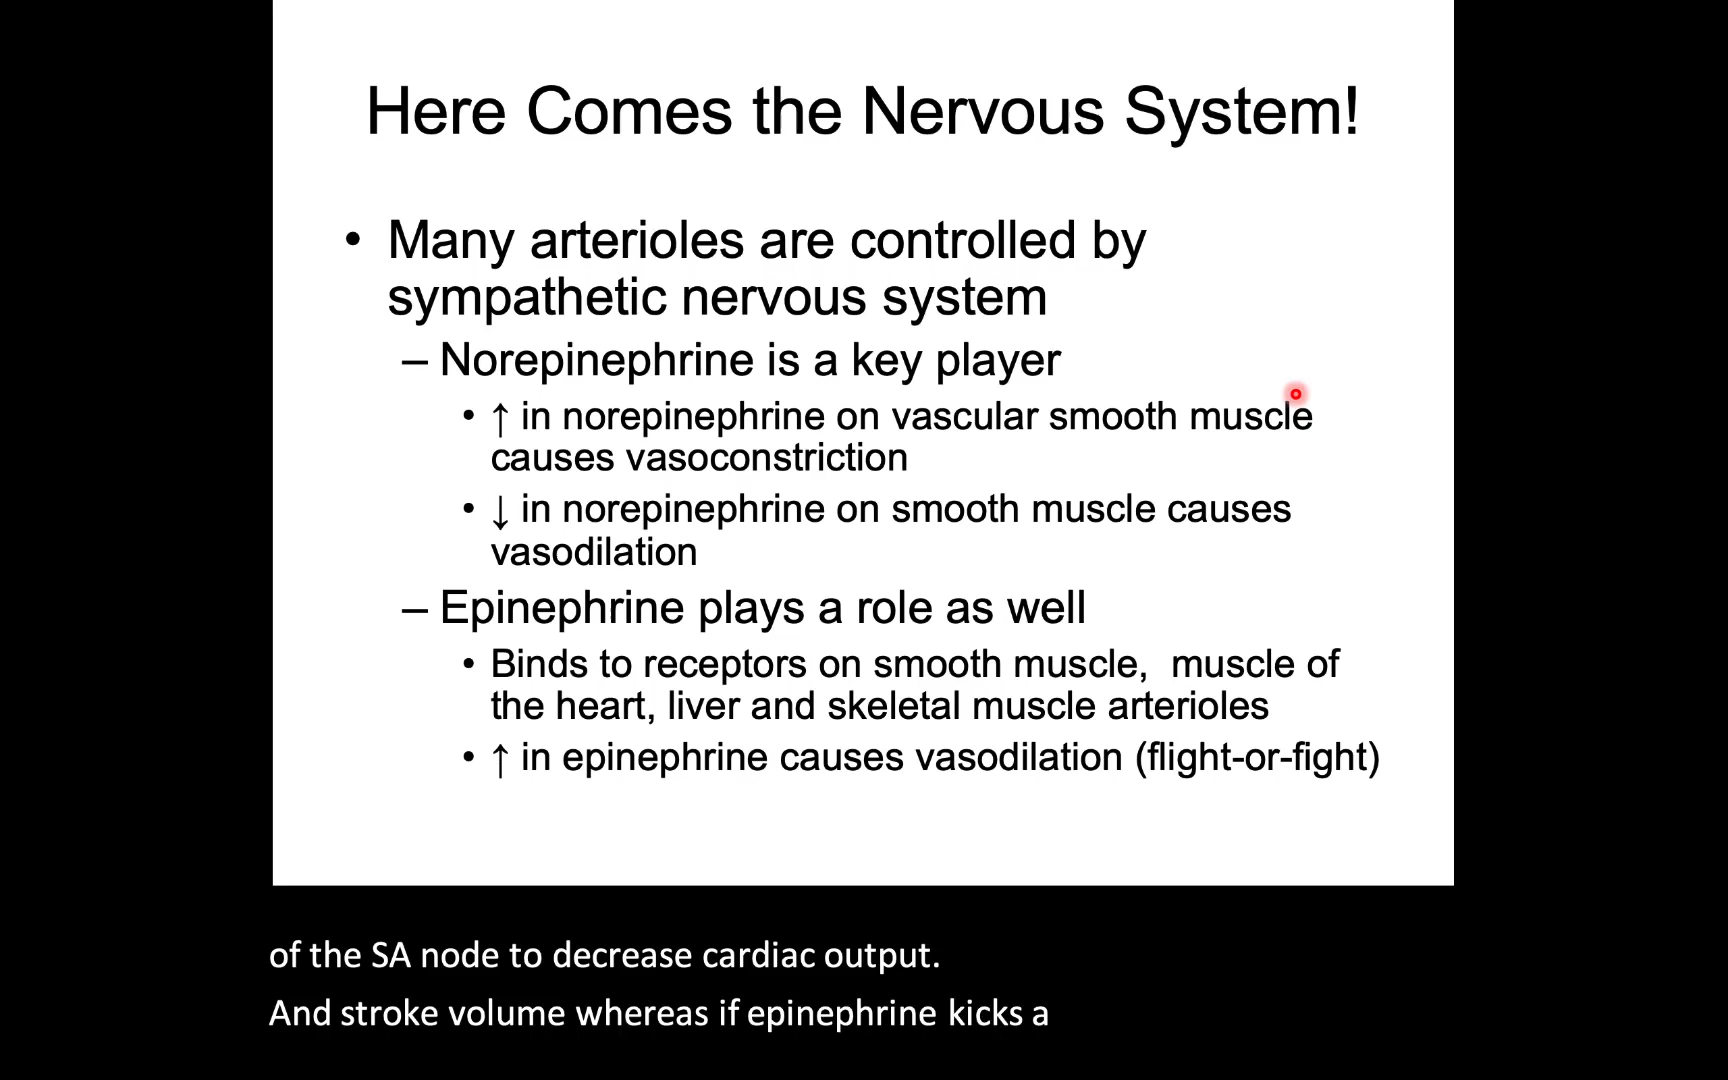 Here Comes the Nervous System!
• Many arterioles are controlled by
sympathetic nervous system
– Norepinephrine is a key player
• ↑ in norepinephrine on vascular smooth muscle
causes vasoconstriction
• ↓ in norepinephrine on smooth muscle causes
vasodilation
– Epinephrine plays a role as well
• Binds to receptors on smooth muscle,  muscle of
the heart, liver and skeletal muscle arterioles
• ↑ in epinephrine causes vasodilation (flight-or-fight)
of the SA node to decrease cardiac output.
And stroke volume whereas if epinephrine kicks a